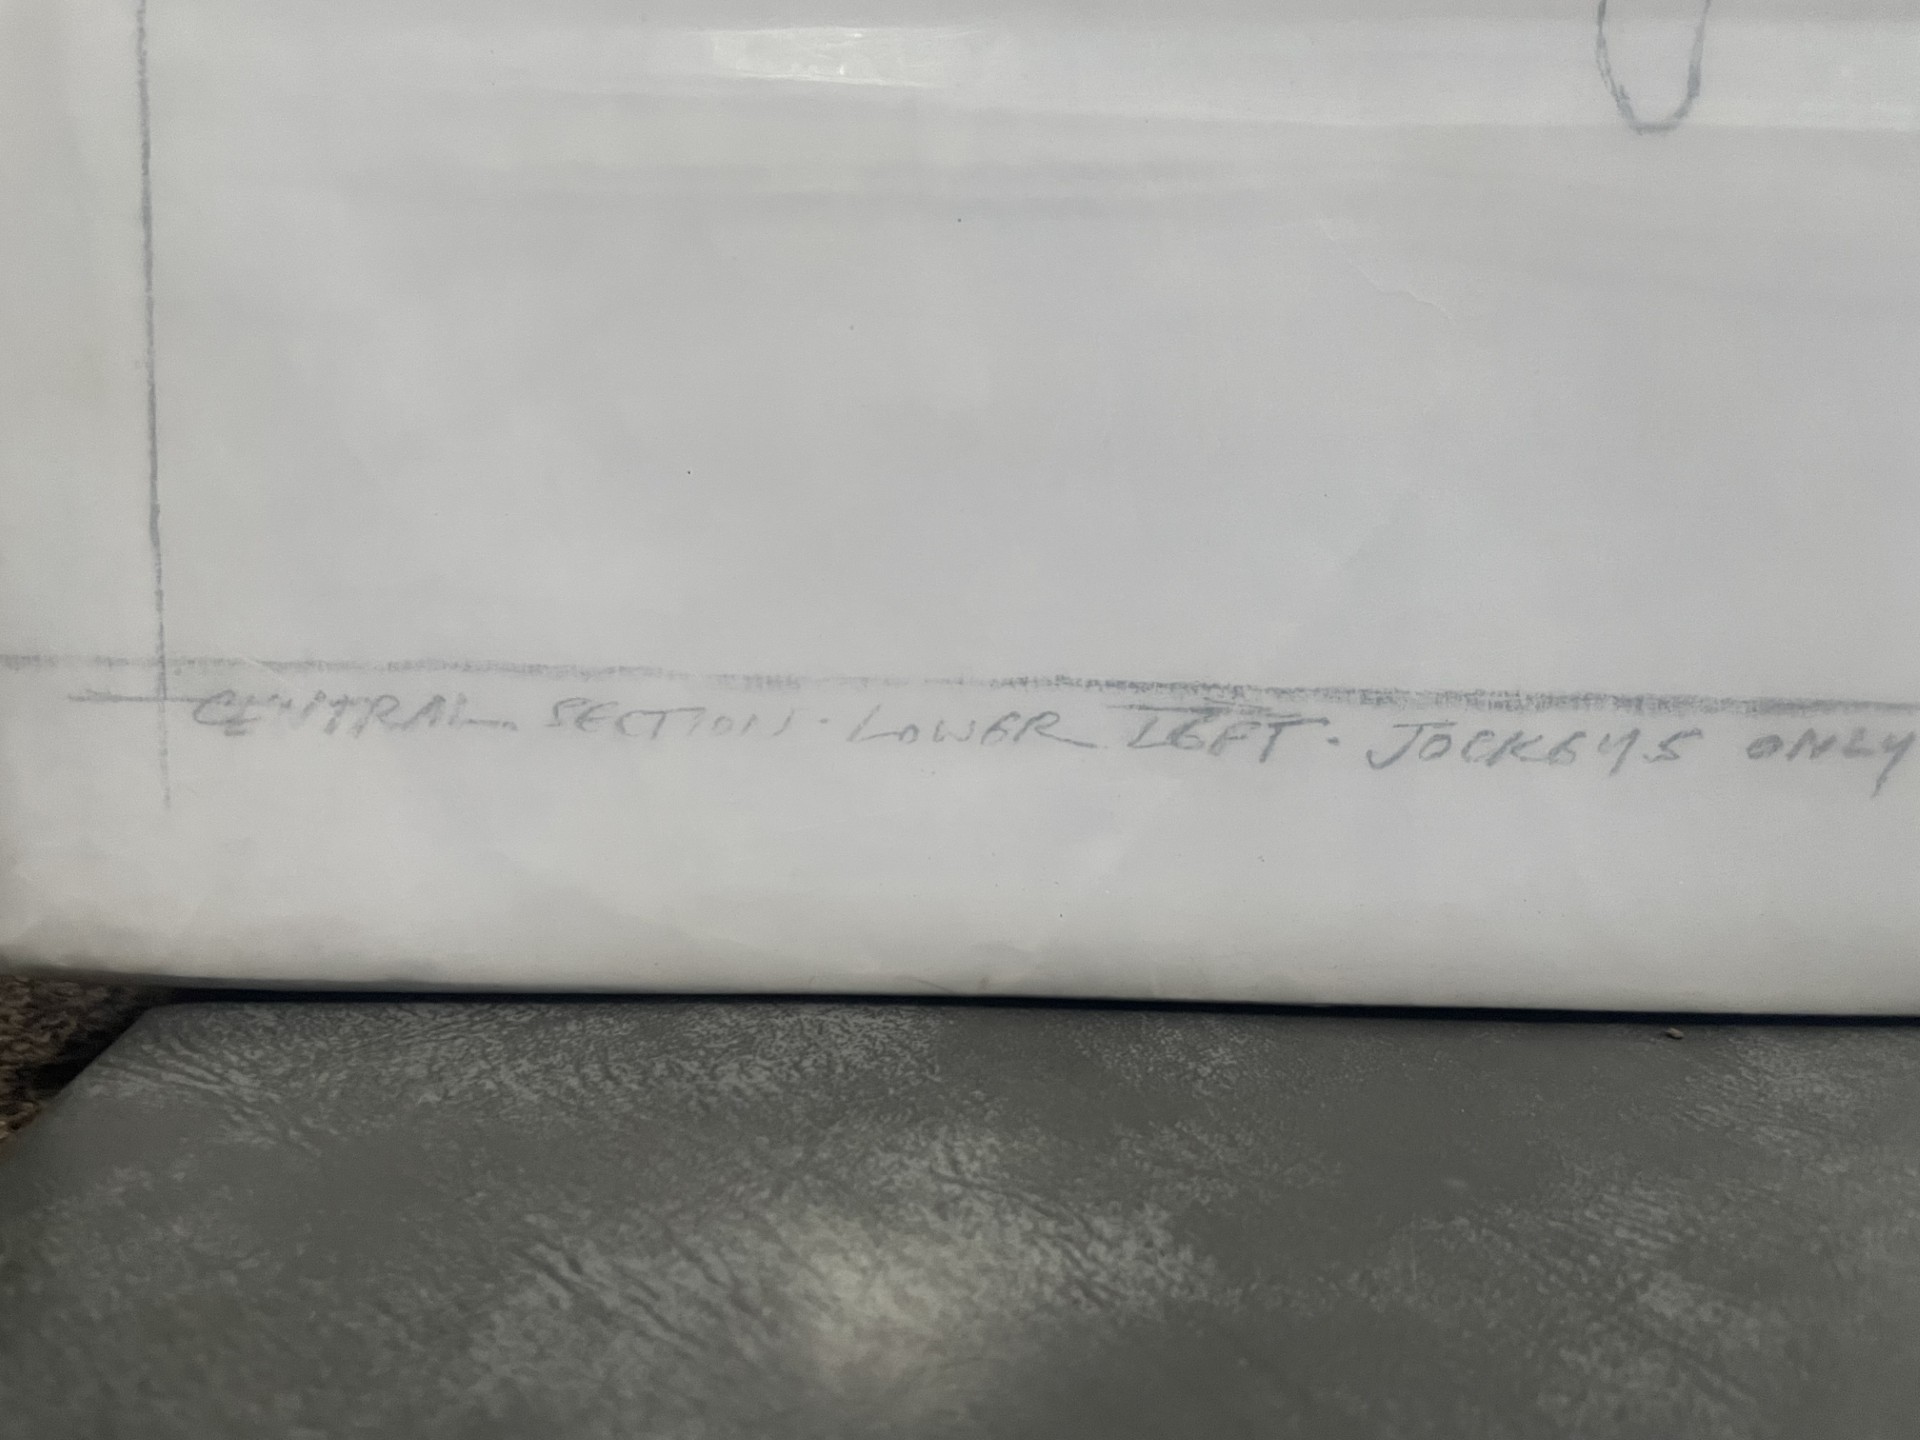 CENTRAL SECTION · LOWER LEFT · JOCKEYS ONLY